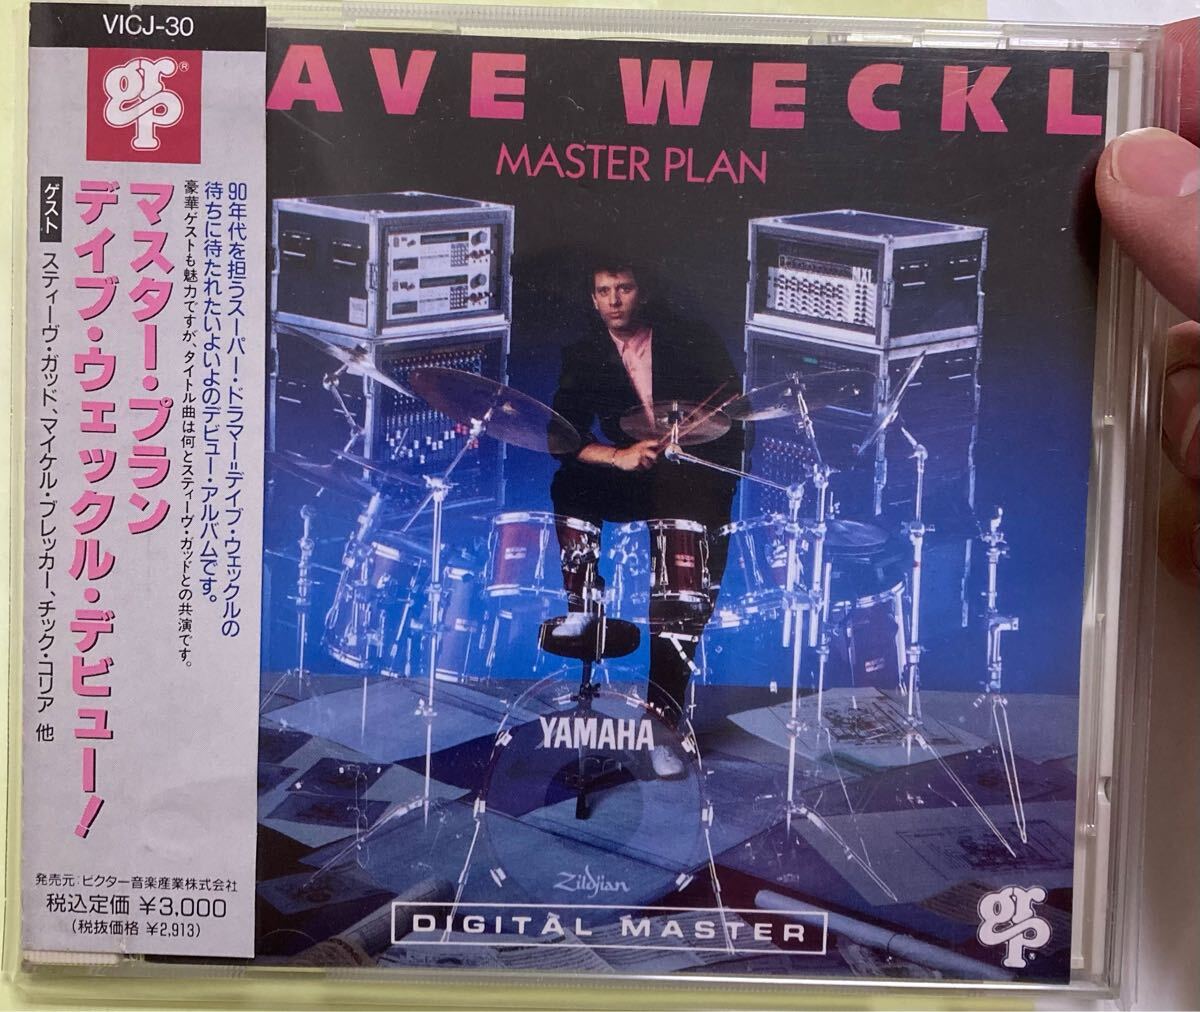 VICJ-30
grp®
マスター・プラン
デイブ・ウェックル・デビュー!
90年代を担うスーパー・ドラマー=デイブ・ウェックルの
待ちに待たれたいよいよのデビュー・アルバムです。
豪華ゲストも魅力ですが、タイトル曲は何とスティーヴ・ガッドとの共演です。
ゲスト スティーヴ・ガッド、マイケル・ブレッカー、チック・コリア 他
発売元:ビクター音楽産業株式会社
税込定価 ¥3,000
(税抜価格 ¥2,913)
AVE WECKL
MASTER PLAN
MX1
YAMAHA
Zildjian
DIGITAL MASTER
grp®